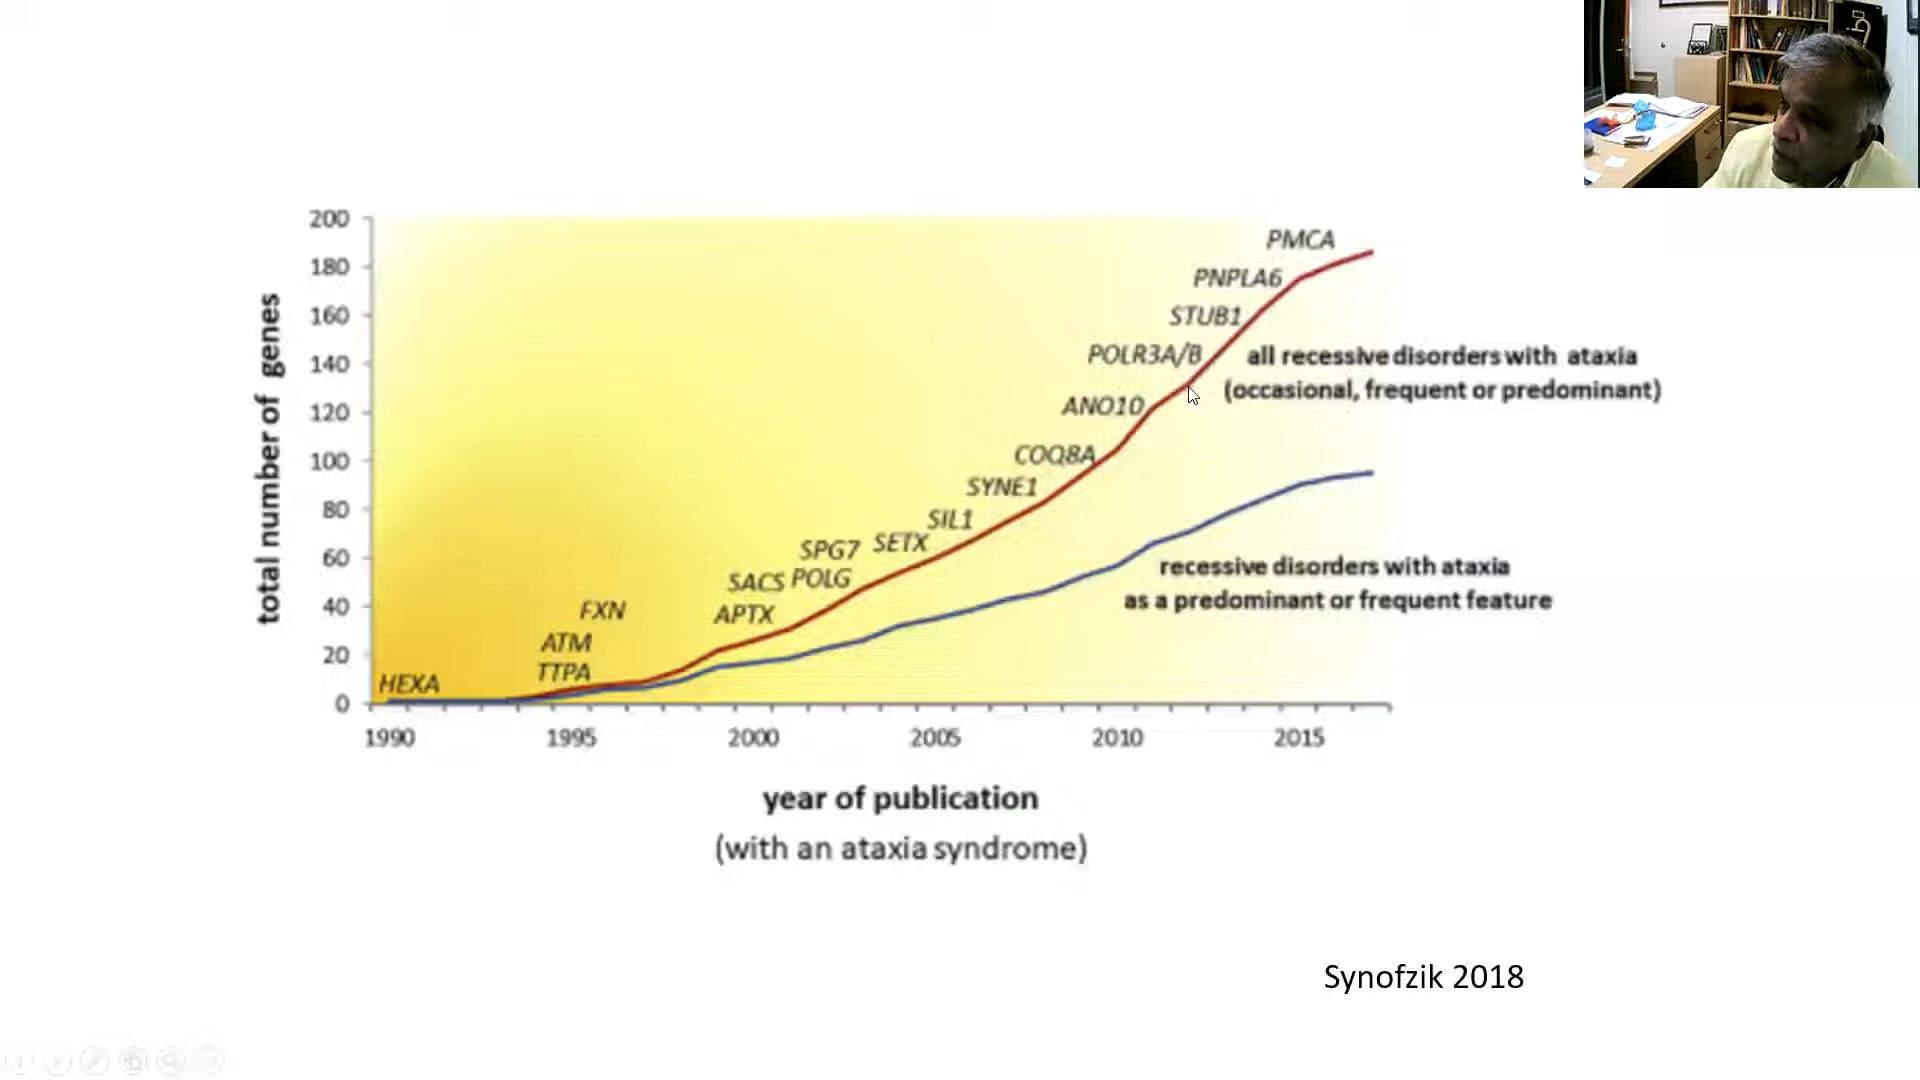 200
180
160
140
120
100
80
60
40
20
0
total number of genes
PMCA
PNPLA6
STUB1
POLR3A/B
all recessive disorders with ataxia
(occasional, frequent or predominant)
ANO10
COQ8A
SYNE1
SIL1
SETX
SPG7
SACS POLG
APTX
recessive disorders with ataxia
as a predominant or frequent feature
FXN
ATM
TTPA
HEXA
1990 1995 2000 2005 2010 2015
year of publication
(with an ataxia syndrome)
Synofzik 2018